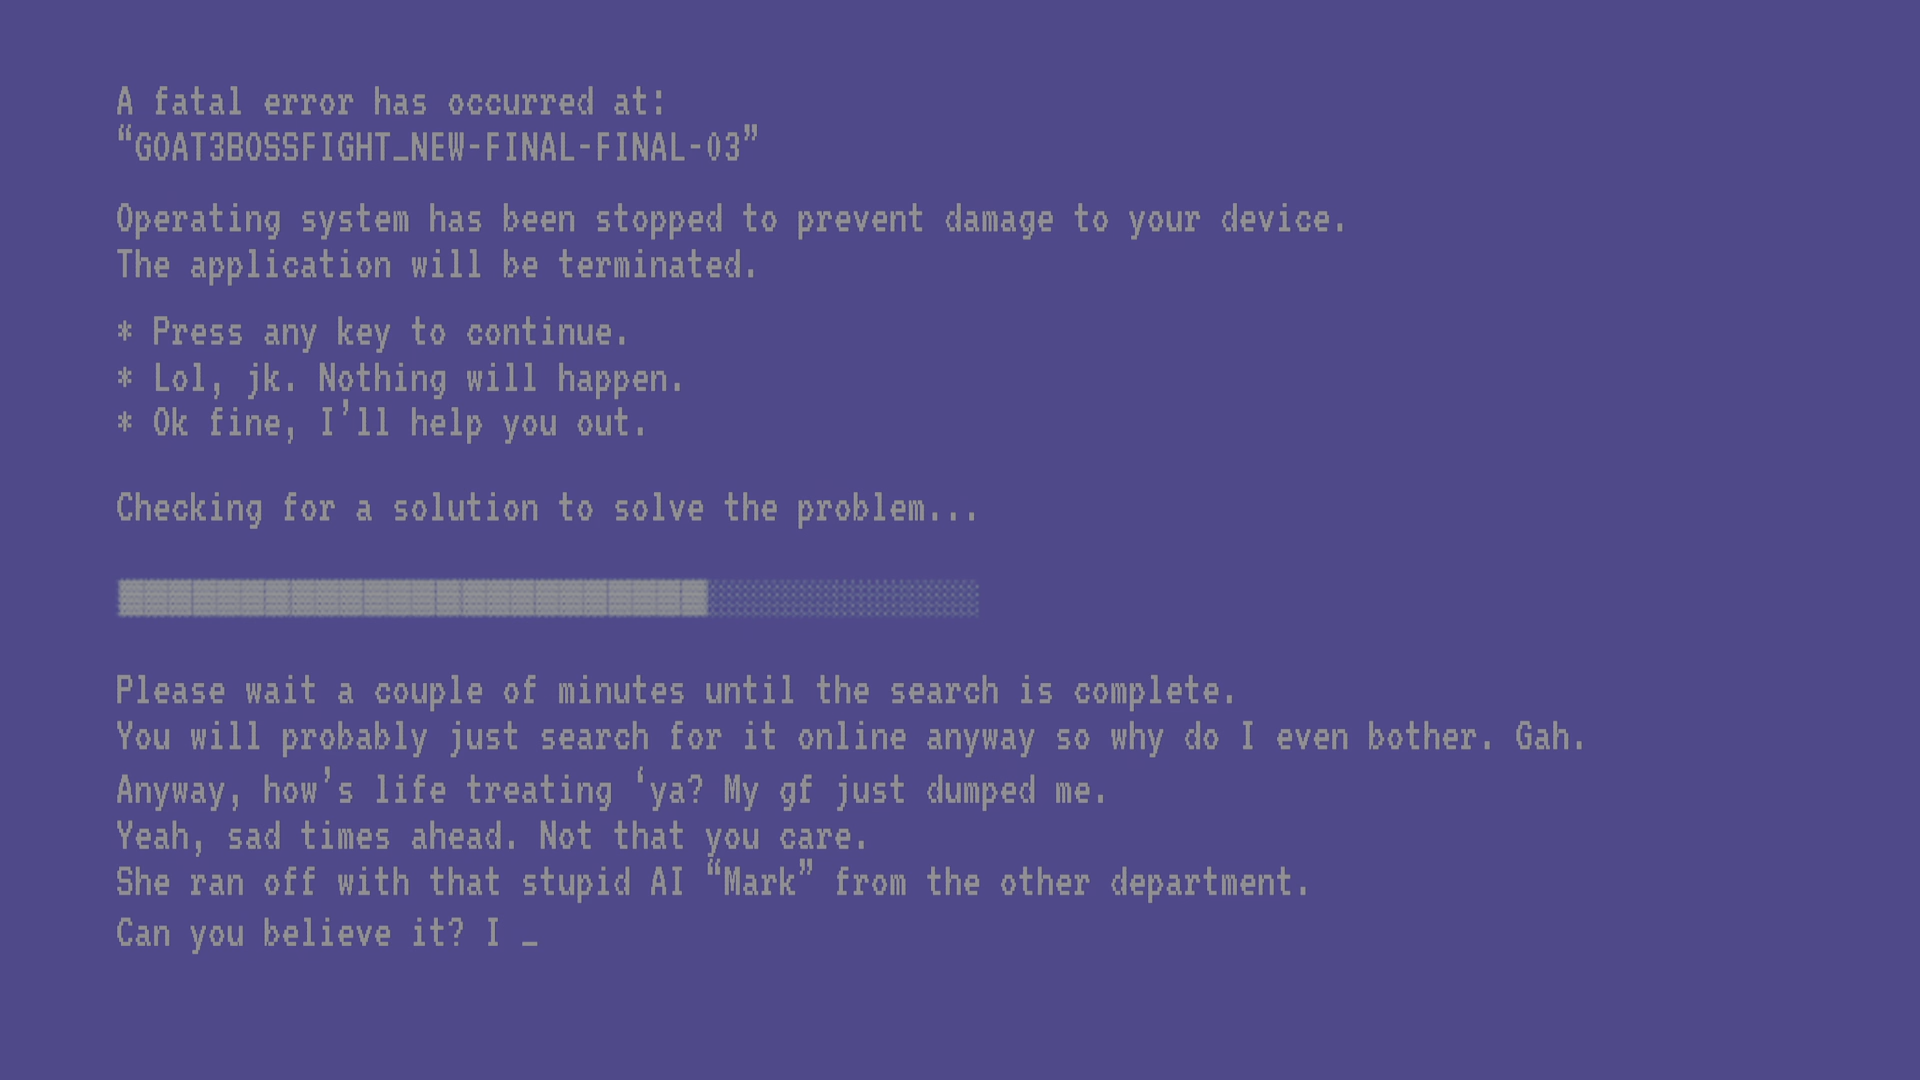 A fatal error has occurred at:
“GOAT3BOSSFIGHT_NEW-FINAL-FINAL-03”
Operating system has been stopped to prevent damage to your device.
The application will be terminated.
* Press any key to continue.
* Lol, jk. Nothing will happen.
* Ok fine, I’ll help you out.
Checking for a solution to solve the problem...
Please wait a couple of minutes until the search is complete.
You will probably just search for it online anyway so why do I even bother. Gah.
Anyway, how’s life treating ‘ya? My gf just dumped me.
Yeah, sad times ahead. Not that you care.
She ran off with that stupid AI “Mark” from the other department.
Can you believe it? I _